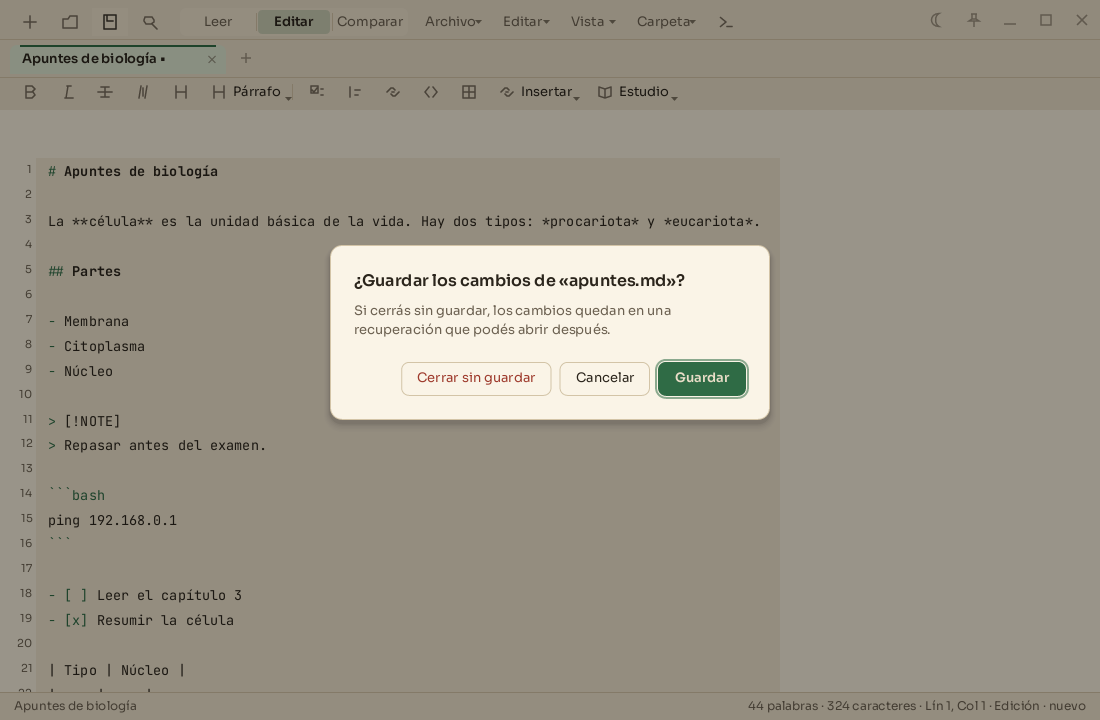 Leer Editar Comparar Archivo Editar Vista Carpeta
Apuntes de biología • × +
B I H H Párrafo Insertar Estudio
1 # Apuntes de biología
2
3 La **célula** es la unidad básica de la vida. Hay dos tipos: *procariota* y *eucariota*.
4
5 ## Partes
6
7 - Membrana
8 - Citoplasma
9 - Núcleo
10
11 > [!NOTE]
12 > Repasar antes del examen.
13
14 ```bash
15 ping 192.168.0.1
16 ```
17
18 - [ ] Leer el capítulo 3
19 - [x] Resumir la célula
20
21 | Tipo | Núcleo |
¿Guardar los cambios de «apuntes.md»?
Si cerrás sin guardar, los cambios quedan en una
recuperación que podés abrir después.
Cerrar sin guardar Cancelar Guardar
Apuntes de biología 44 palabras · 324 caracteres · Lín 1, Col 1 · Edición · nuevo